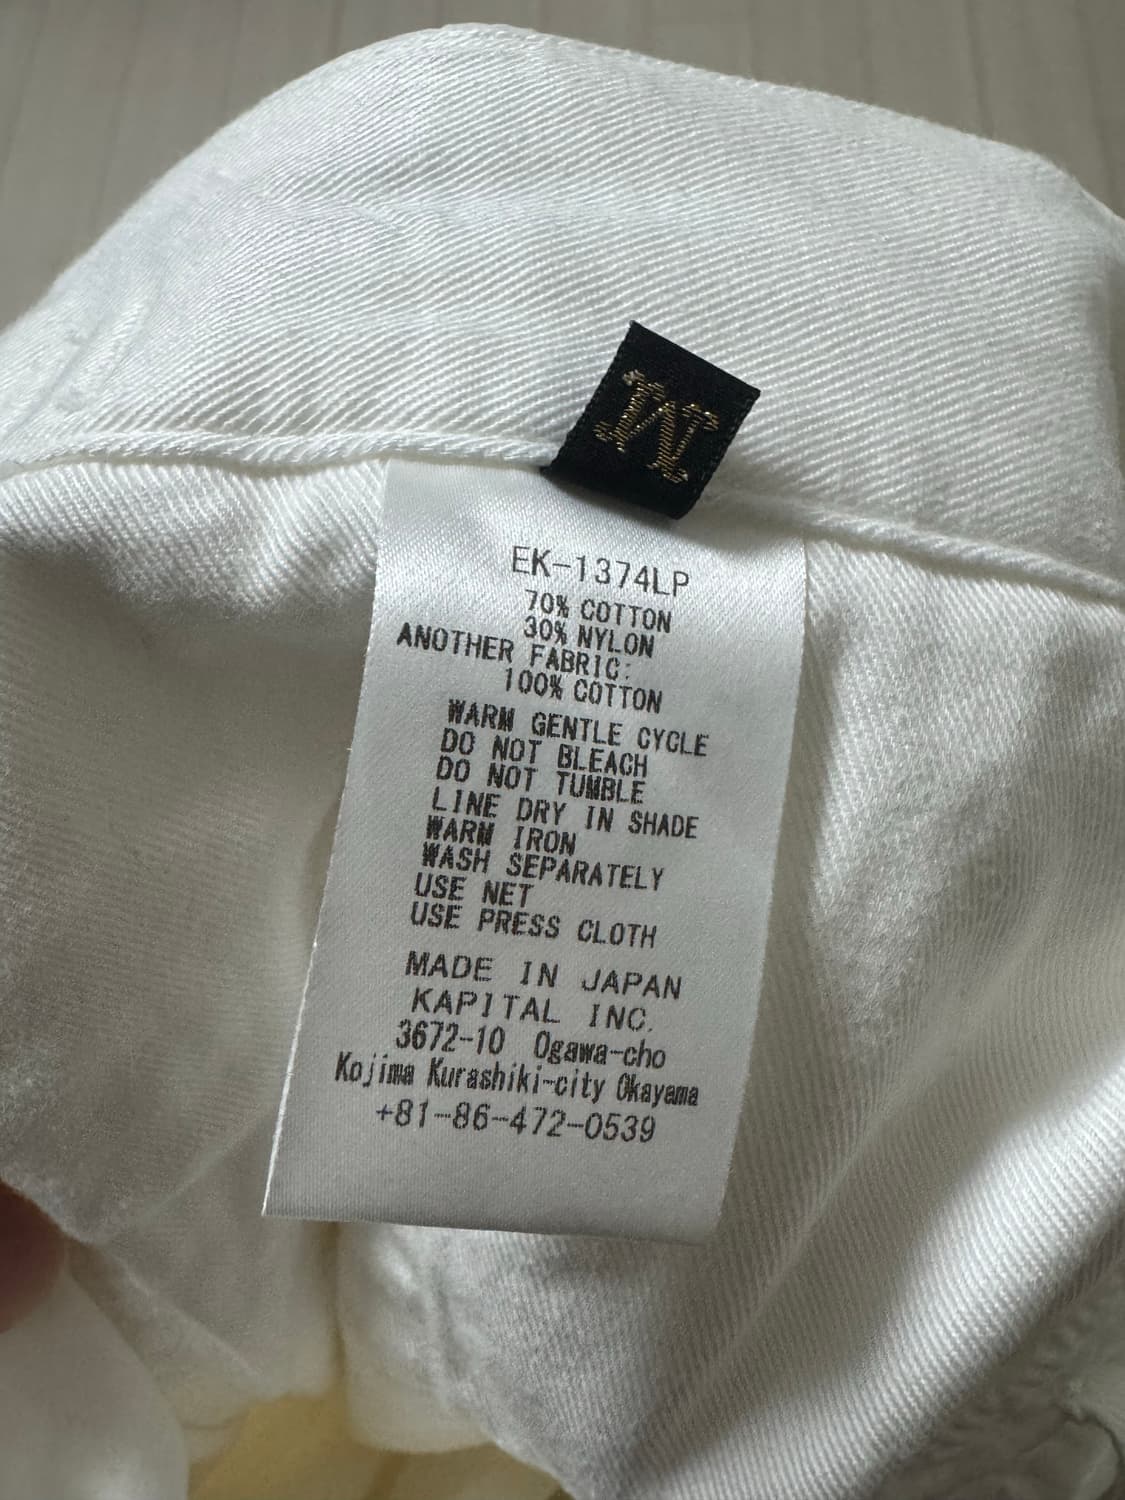 M
EK-1374LP
70% COTTON
30% NYLON
ANOTHER FABRIC:
100% COTTON
WARM GENTLE CYCLE
DO NOT BLEACH
DO NOT TUMBLE
LINE DRY IN SHADE
WARM IRON
WASH SEPARATELY
USE NET
USE PRESS CLOTH
MADE IN JAPAN
KAPITAL INC.
3672-10 Ogawa-cho
Kojima Kurashiki-city Okayama
+81-86-472-0539